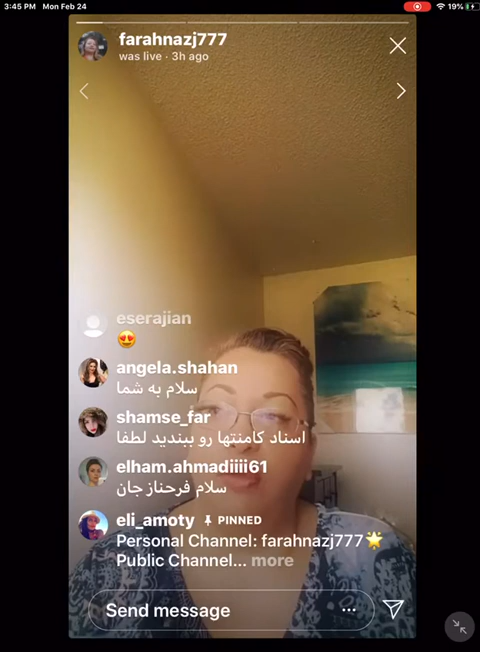 3:45 PM Mon Feb 24
19%
farahnazj777
was live · 3h ago
eserajian
angela.shahan
سلام به شما
shamse_far
اسناد کامنتها رو ببندید لطفا
elham.ahmadiiii61
سلام فرحناز جان
eli_amoty PINNED
Personal Channel: farahnazj777
Public Channel... more
Send message